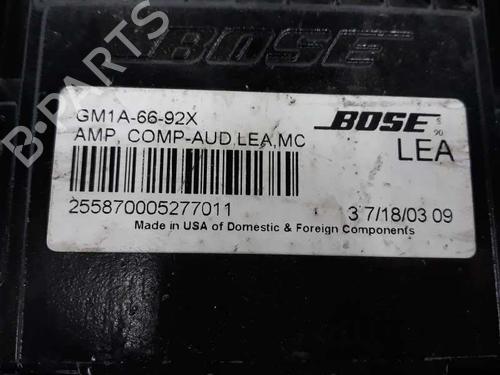 BOSE
GM1A-66-92X
AMP, COMP-AUD,LEA,MC
BOSE
LEA
255870005277011
3 7/18/03 09
Made in USA of Domestic & Foreign Components
B-PARTS